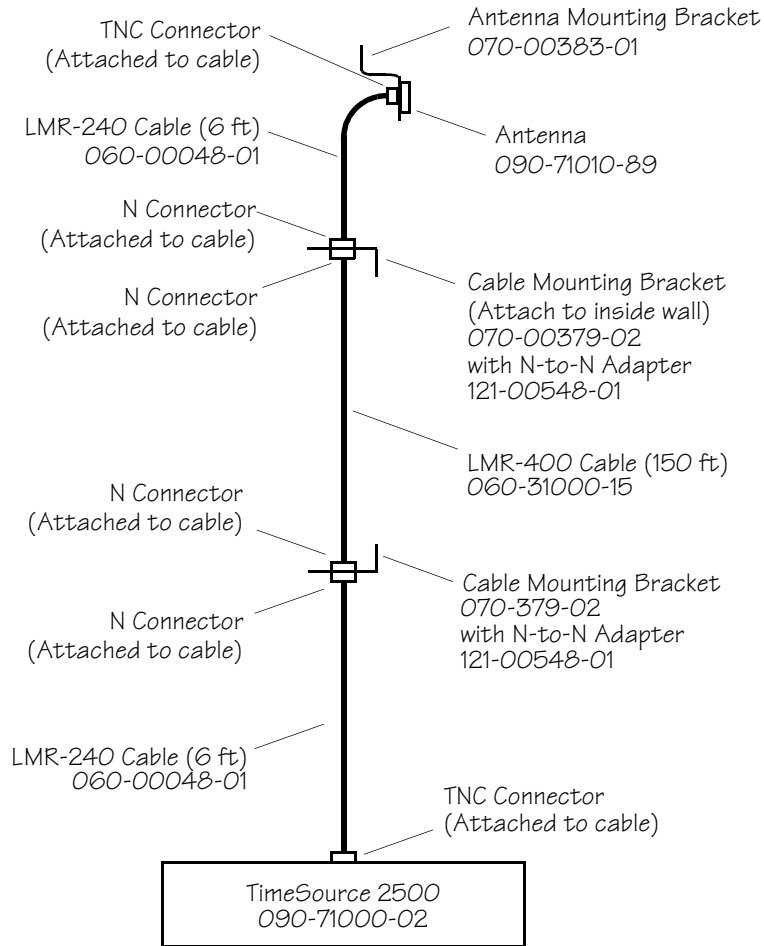 TNC Connector
(Attached to cable)
Antenna Mounting Bracket
070-00383-01
LMR-240 Cable (6 ft)
060-00048-01
Antenna
090-71010-89
N Connector
(Attached to cable)
N Connector
(Attached to cable)
Cable Mounting Bracket
(Attach to inside wall)
070-00379-02
with N-to-N Adapter
121-00548-01
LMR-400 Cable (150 ft)
060-31000-15
N Connector
(Attached to cable)
Cable Mounting Bracket
070-379-02
with N-to-N Adapter
121-00548-01
N Connector
(Attached to cable)
LMR-240 Cable (6 ft)
060-00048-01
TNC Connector
(Attached to cable)
TimeSource 2500
090-71000-02